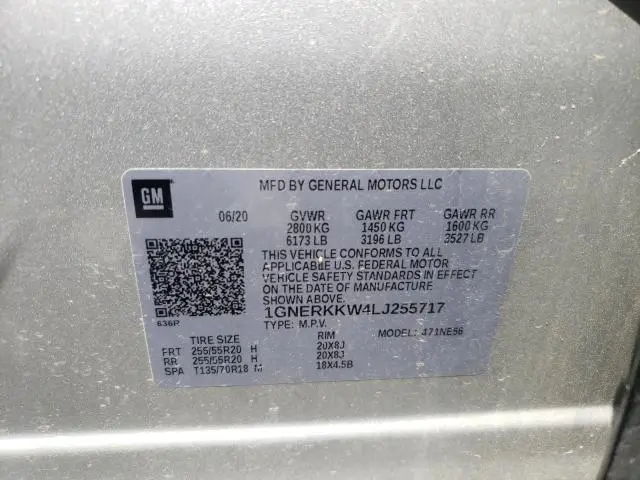 GM
MFD BY GENERAL MOTORS LLC
06/20 GVWR GAWR FRT GAWR RR
2800 KG 1450 KG 1600 KG
6173 LB 3196 LB 3527 LB
THIS VEHICLE CONFORMS TO ALL
APPLICABLE U.S. FEDERAL MOTOR
VEHICLE SAFETY STANDARDS IN EFFECT
ON THE DATE OF MANUFACTURE
SHOWN ABOVE.
1GNERKKW4LJ255717
636P
TYPE: M.P.V. MODEL: 471NE56
TIRE SIZE RIM
FRT 255/55R20 H 20X8J
RR 255/55R20 H 20X8J
SPA T135/70R18 M 18X4.5B